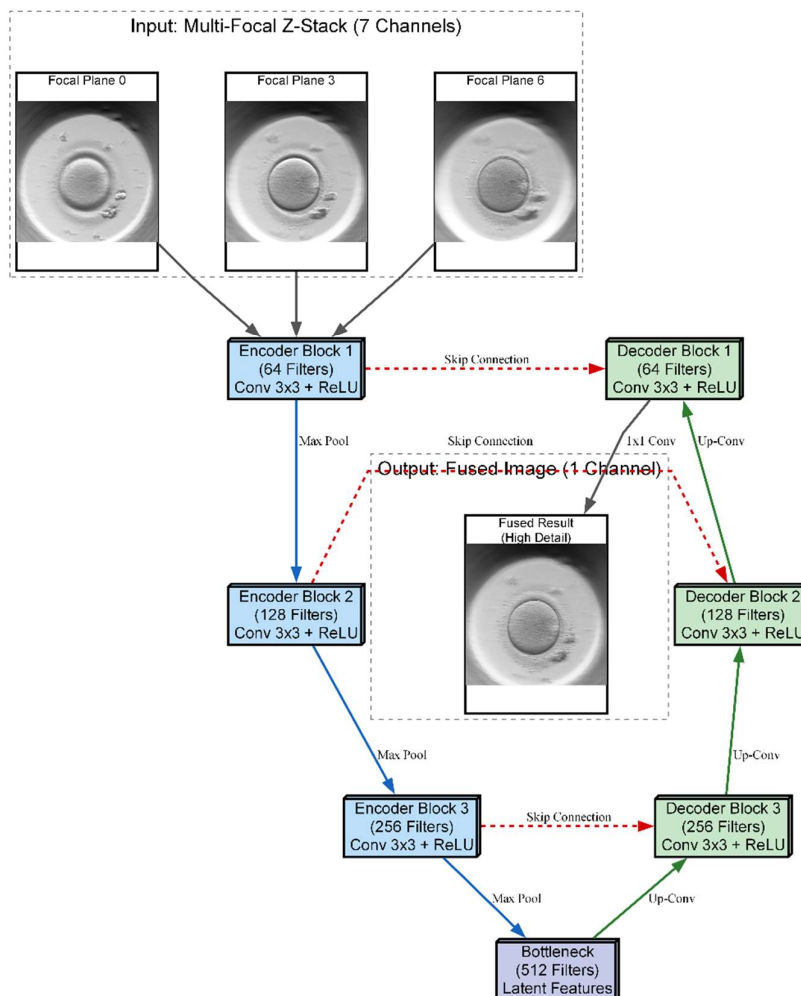 Input: Multi-Focal Z-Stack (7 Channels)
Focal Plane 0
Focal Plane 3
Focal Plane 6
Encoder Block 1
(64 Filters)
Conv 3x3 + ReLU
Skip Connection
Decoder Block 1
(64 Filters)
Conv 3x3 + ReLU
Max Pool
Skip Connection
1x1 Conv
Up-Conv
Output: Fused Image (1 Channel)
Fused Result
(High Detail)
Encoder Block 2
(128 Filters)
Conv 3x3 + ReLU
Decoder Block 2
(128 Filters)
Conv 3x3 + ReLU
Max Pool
Up-Conv
Encoder Block 3
(256 Filters)
Conv 3x3 + ReLU
Skip Connection
Decoder Block 3
(256 Filters)
Conv 3x3 + ReLU
Max Pool
Up-Conv
Bottleneck
(512 Filters)
Latent Features